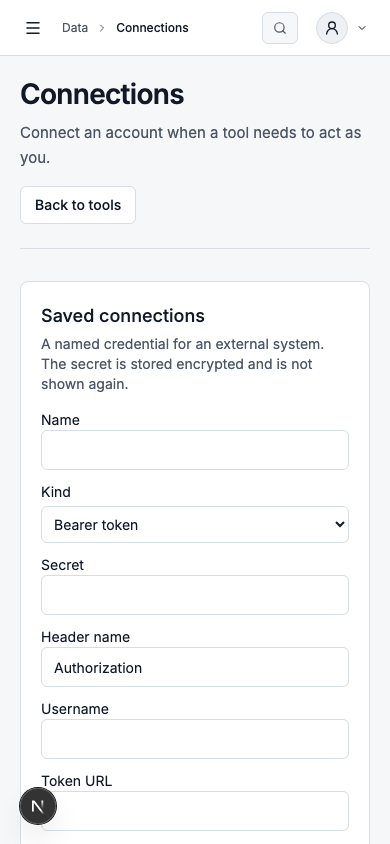 Data > Connections
Connections
Connect an account when a tool needs to act as
you.
Back to tools
Saved connections
A named credential for an external system.
The secret is stored encrypted and is not
shown again.
Name
Kind
Bearer token
Secret
Header name
Authorization
Username
Token URL
N